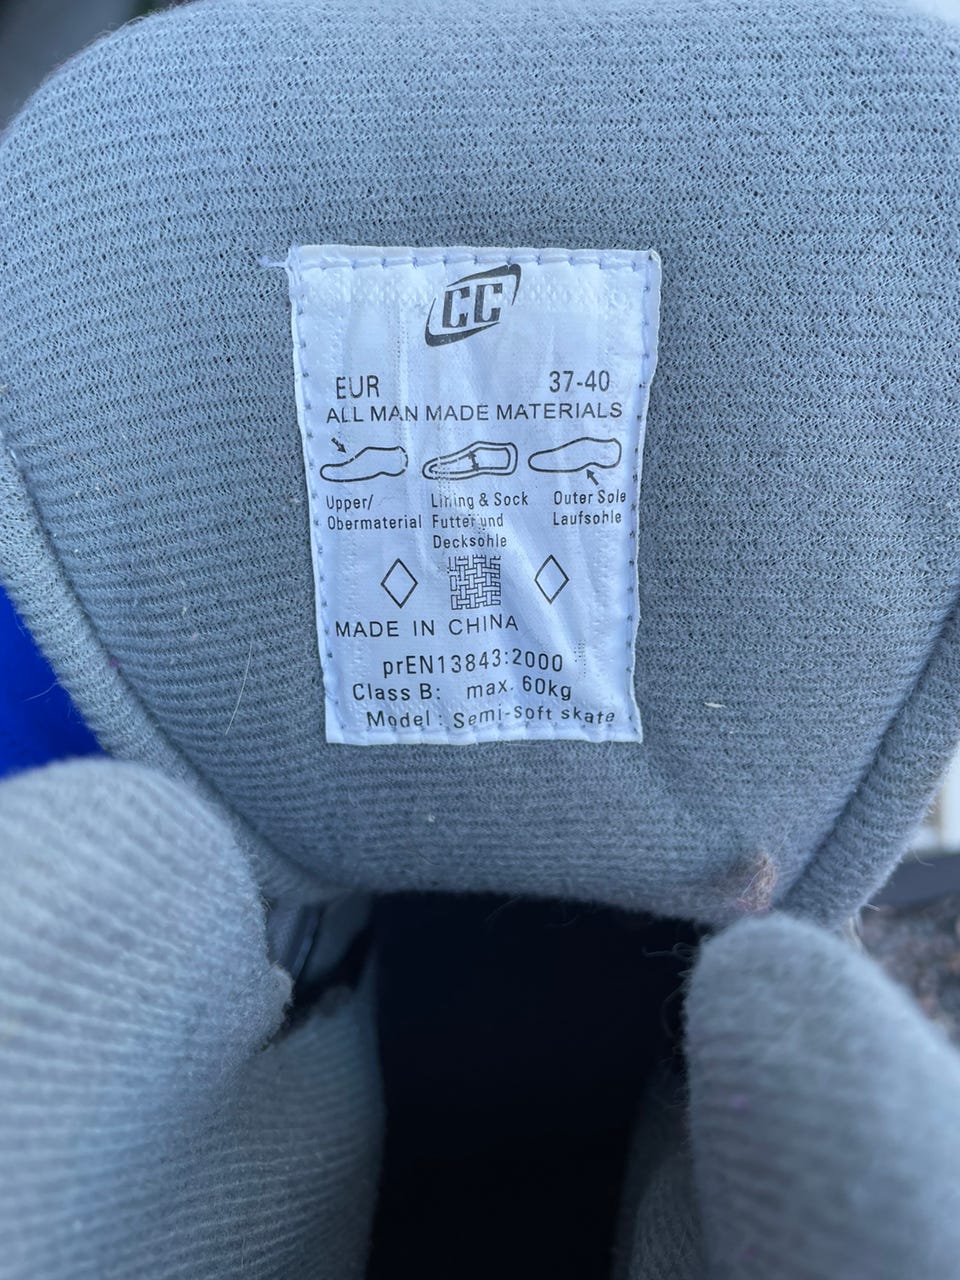 CC
EUR 37-40
ALL MAN MADE MATERIALS
Upper/ Lining & Sock Outer Sole
Obermaterial Futter und Laufsohle
Decksohle
MADE IN CHINA
prEN13843:2000
Class B: max. 60kg
Model : Semi-Soft skate